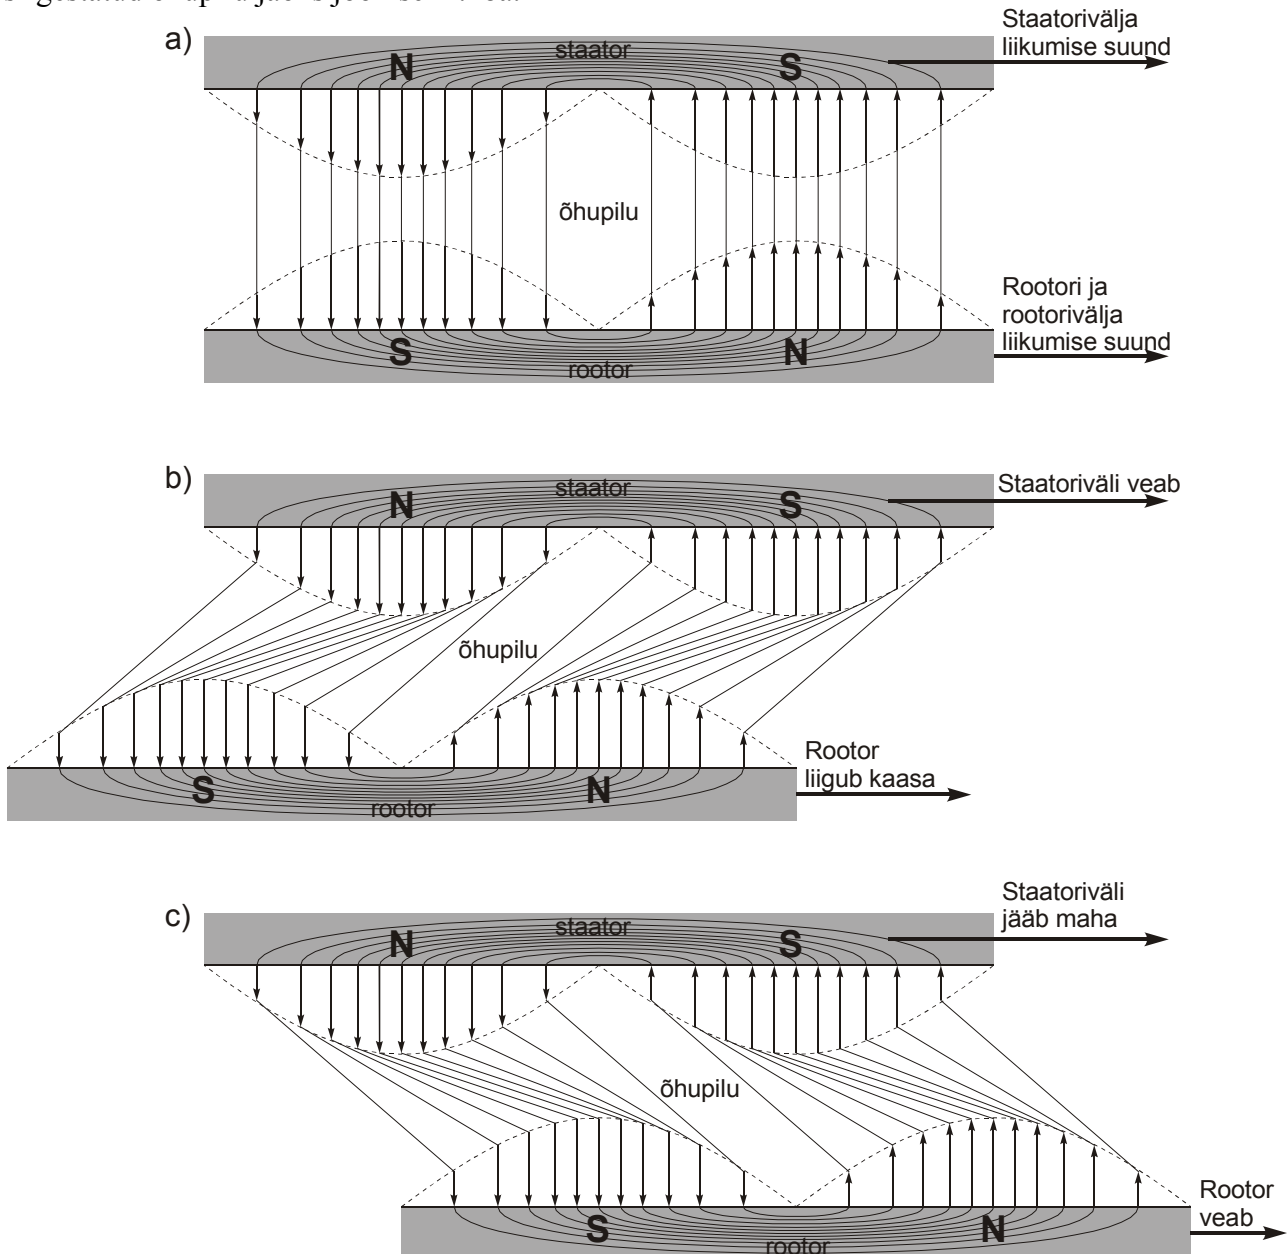 a)
Staatorivälja
liikumise suund
staator
N
S
õhupilu
Rootori ja
rootorivälja
liikumise suund
S
N
rootor
b)
staator
N
S
Staatoriväli veab
õhupilu
Rootor
liigub kaasa
S
N
rootor
c)
Staatoriväli
jääb maha
staator
N
S
õhupilu
Rootor
veab
S
N
rootor